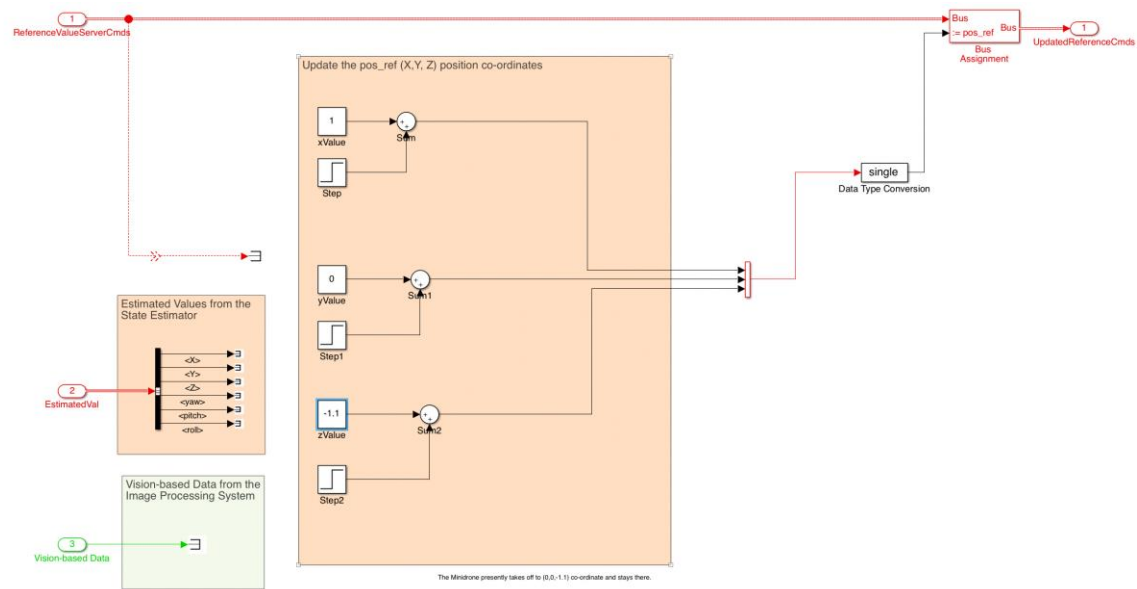 1
ReferenceValueServerCmds
Bus
:= pos_ref
Bus
Bus
Assignment
1
UpdatedReferenceCmds
Update the pos_ref (X,Y, Z) position co-ordinates
1
xValue
Sum
Step
single
Data Type Conversion
0
yValue
Sum1
Step1
Estimated Values from the
State Estimator
<X>
<Y>
<Z>
<yaw>
<pitch>
<roll>
2
EstimatedVal
-1.1
zValue
Sum2
Step2
Vision-based Data from the
Image Processing System
3
Vision-based Data
The Minidrone presently takes off to (0,0,-1.1) co-ordinate and stays there.